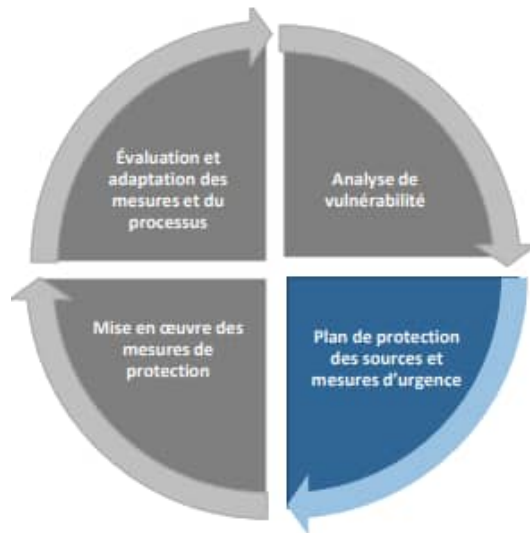 Évaluation et
adaptation des
mesures et du
processus
Analyse de
vulnérabilité
Mise en œuvre des
mesures de
protection
Plan de protection
des sources et
mesures d'urgence